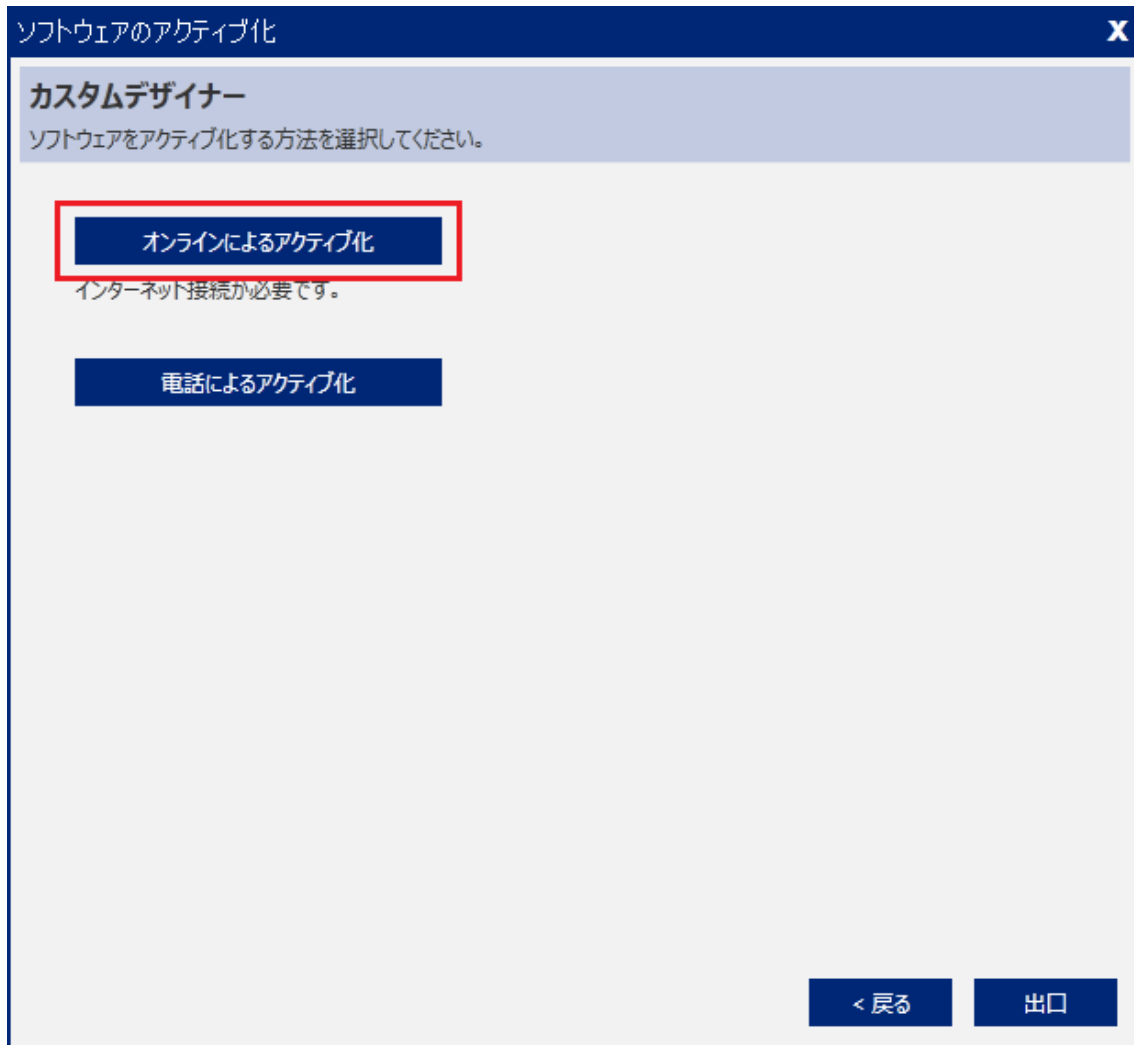 ソフトウェアのアクティブ化
X
カスタムデザイナー
ソフトウェアをアクティブ化する方法を選択してください。
オンラインによるアクティブ化
インターネット接続が必要です。
電話によるアクティブ化
< 戻る
出口